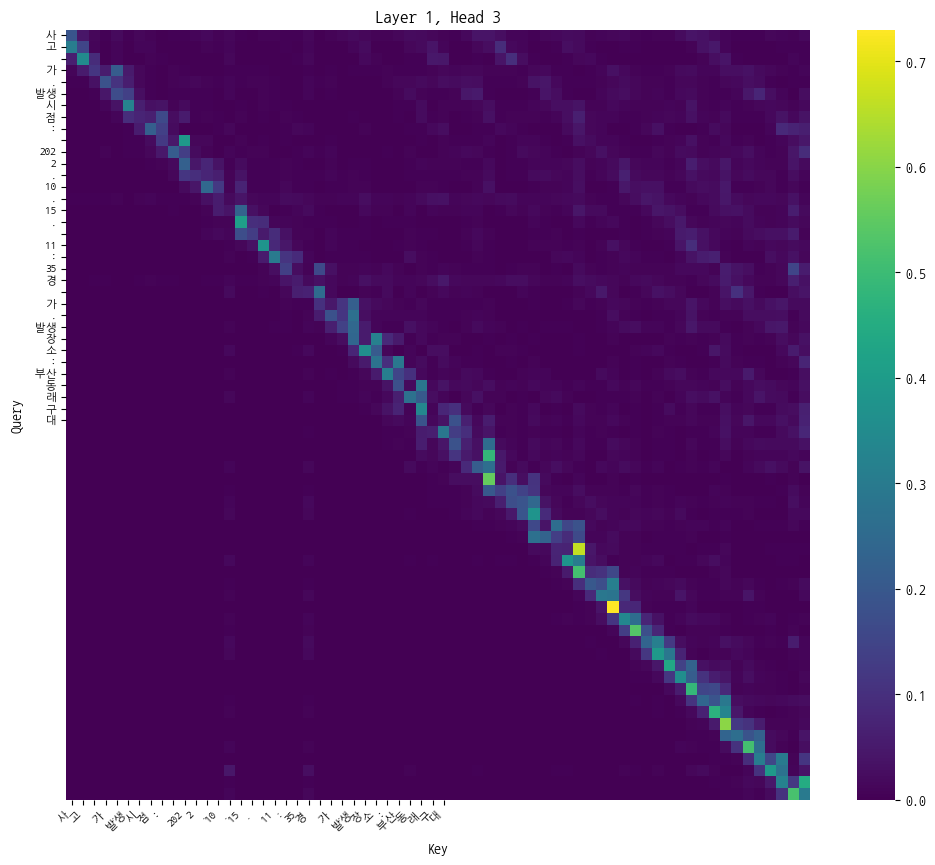 Layer 1, Head 3
사
고
가
.
발생
시
점
:
202
2
.
10
.
15
.
11
:
35
경
가
.
발생
장
소
:
부산
동
래
구
대
Query
사
고
가
.
발생
시
점
:
202
2
.
10
.
15
.
11
:
35
경
가
.
발생
장
소
:
부산
동
래
구
대
Key
0.7
0.6
0.5
0.4
0.3
0.2
0.1
0.0